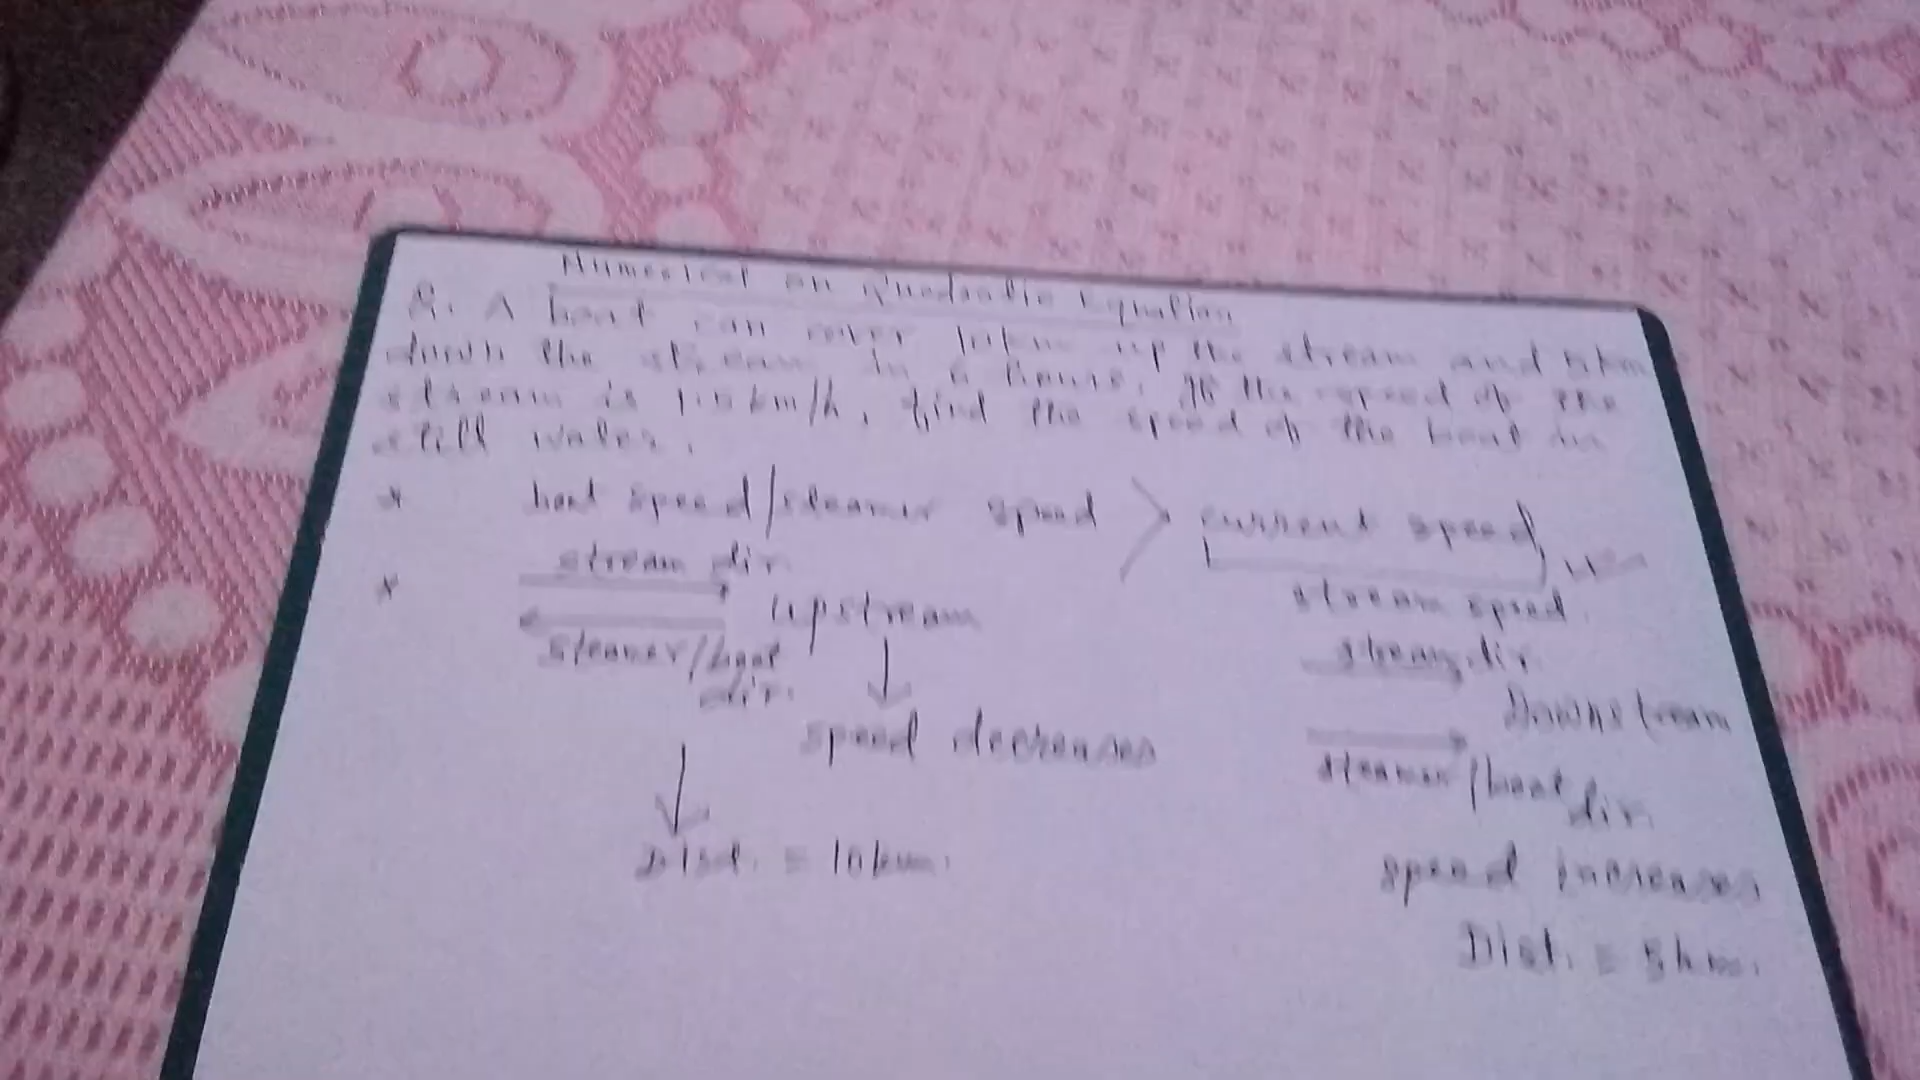 Numerical on Quadratic Equation
Q. A boat can cover 10km up the stream and 5km
down the stream in 6 hours. If the speed of the
stream is 1.5 km/h, find the speed of the boat in
still water.
* boat speed/steamer speed > current speed
stream speed
* stream dir.
Upstream
steamer/boat
dir.
speed decreases
Dist. = 10km.
stream dir.
Downstream
steamer/boat dir.
speed increases
Dist. = 5km.